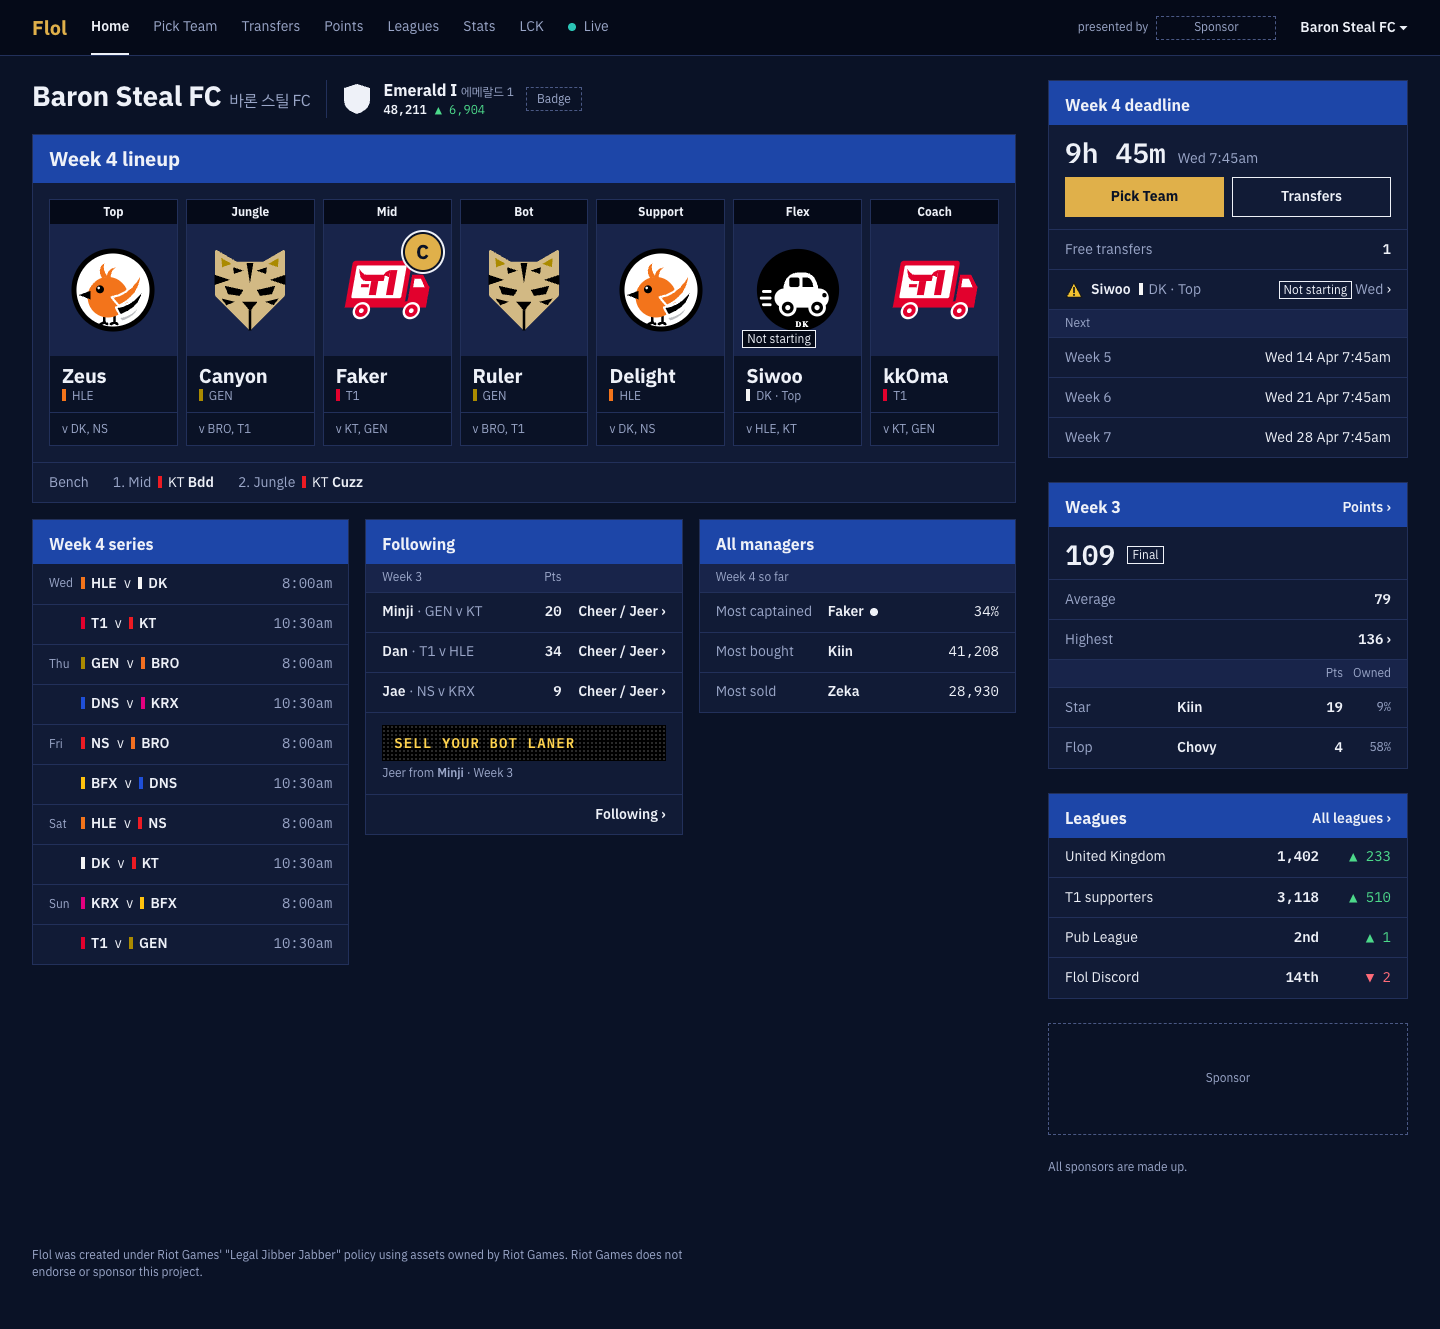 Flol Home Pick Team Transfers Points Leagues Stats LCK Live presented by Sponsor Baron Steal FC
Baron Steal FC 바론 스틸 FC
Emerald I 에메랄드 1
48,211 ▲ 6,904
Badge
Week 4 lineup
Top Jungle Mid Bot Support Flex Coach
C
T1
T1
DK
Not starting
Zeus Canyon Faker Ruler Delight Siwoo kkOma
HLE GEN T1 GEN HLE DK · Top T1
v DK, NS v BRO, T1 v KT, GEN v BRO, T1 v DK, NS v HLE, KT v KT, GEN
Bench 1. Mid KT Bdd 2. Jungle KT Cuzz
Week 4 series
Wed HLE v DK 8:00am
T1 v KT 10:30am
Thu GEN v BRO 8:00am
DNS v KRX 10:30am
Fri NS v BRO 8:00am
BFX v DNS 10:30am
Sat HLE v NS 8:00am
DK v KT 10:30am
Sun KRX v BFX 8:00am
T1 v GEN 10:30am
Following
Week 3 Pts
Minji · GEN v KT 20 Cheer / Jeer ›
Dan · T1 v HLE 34 Cheer / Jeer ›
Jae · NS v KRX 9 Cheer / Jeer ›
SELL YOUR BOT LANER
Jeer from Minji · Week 3
Following ›
All managers
Week 4 so far
Most captained Faker 34%
Most bought Kiin 41,208
Most sold Zeka 28,930
Week 4 deadline
9h 45m Wed 7:45am
Pick Team Transfers
Free transfers 1
Siwoo DK · Top Not starting Wed ›
Next
Week 5 Wed 14 Apr 7:45am
Week 6 Wed 21 Apr 7:45am
Week 7 Wed 28 Apr 7:45am
Week 3 Points ›
109 Final
Average 79
Highest 136 ›
Pts Owned
Star Kiin 19 9%
Flop Chovy 4 58%
Leagues All leagues ›
United Kingdom 1,402 ▲ 233
T1 supporters 3,118 ▲ 510
Pub League 2nd ▲ 1
Flol Discord 14th ▼ 2
Sponsor
All sponsors are made up.
Flol was created under Riot Games' "Legal Jibber Jabber" policy using assets owned by Riot Games. Riot Games does not
endorse or sponsor this project.